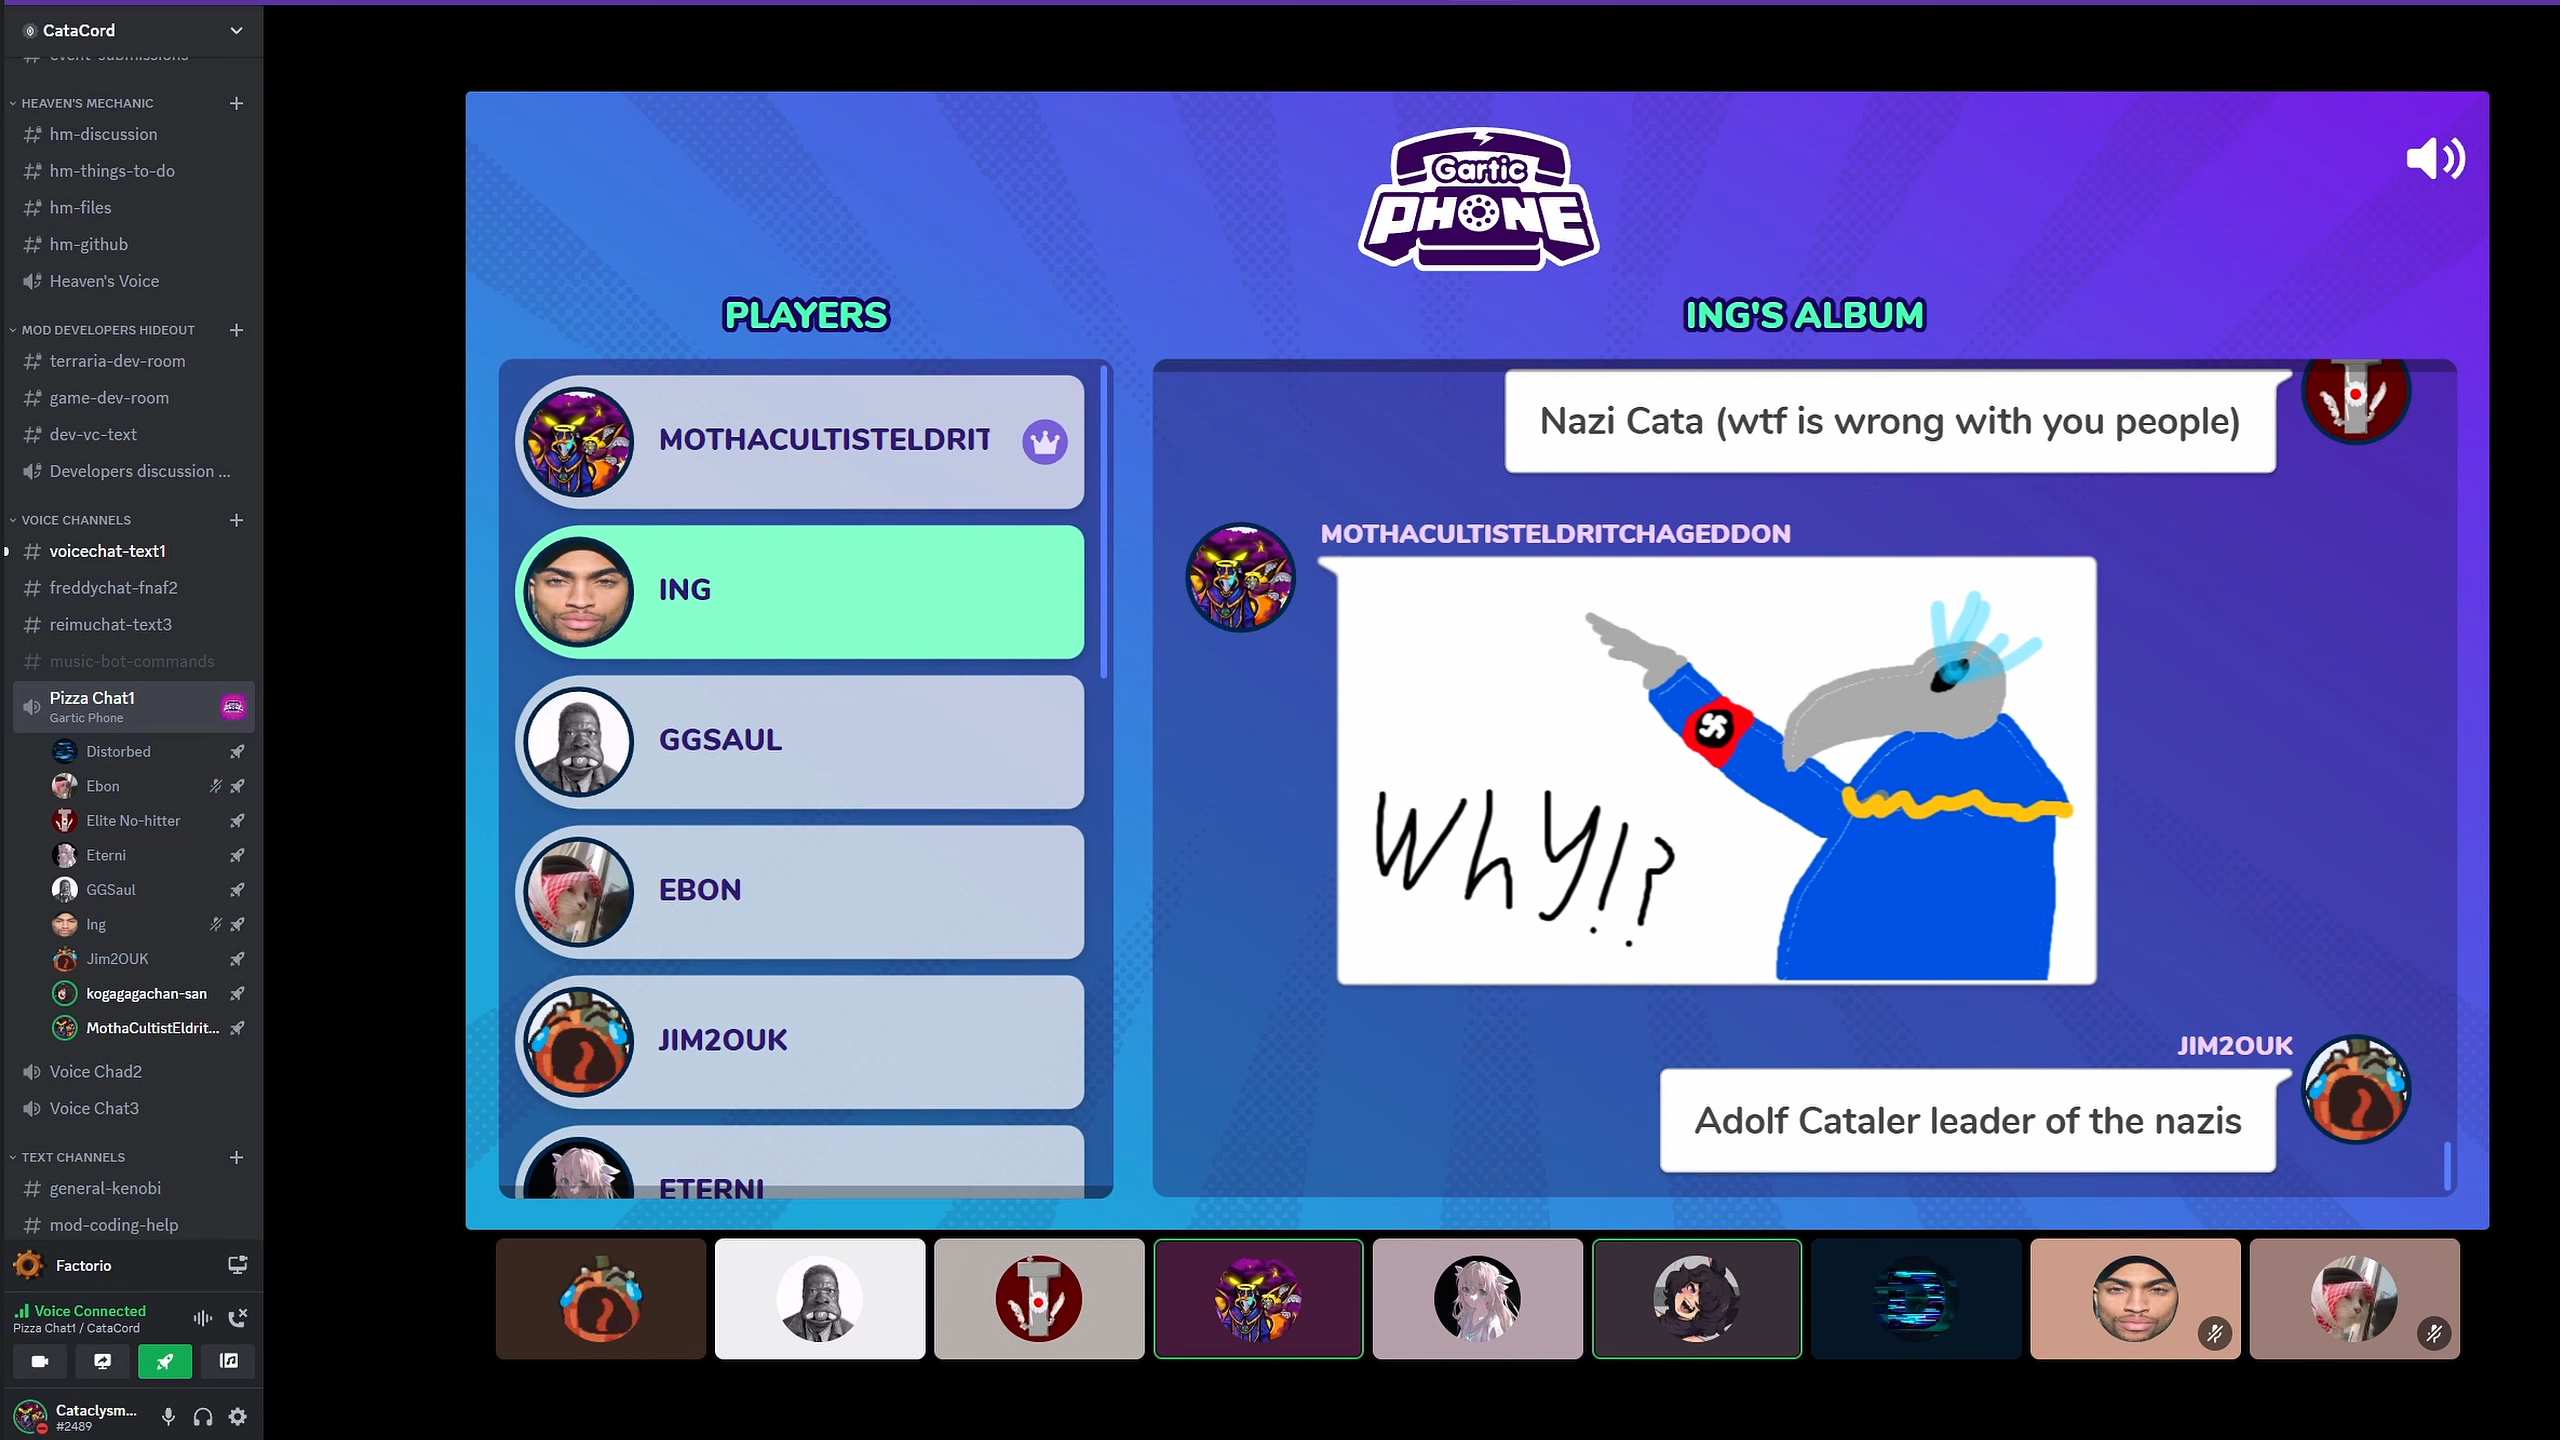 CataCord
event-submissions
HEAVEN'S MECHANIC
hm-discussion
hm-things-to-do
hm-files
hm-github
Heaven's Voice
MOD DEVELOPERS HIDEOUT
terraria-dev-room
game-dev-room
dev-vc-text
Developers discussion ...
VOICE CHANNELS
voicechat-text1
freddychat-fnaf2
reimuchat-text3
music-bot-commands
Pizza Chat1
Gartic Phone
Distorbed
Ebon
Elite No-hitter
Eterni
GGSaul
Ing
Jim2OUK
kogagagachan-san
MothaCultistEldrit...
Voice Chad2
Voice Chat3
TEXT CHANNELS
general-kenobi
mod-coding-help
Factorio
Voice Connected
Pizza Chat1 / CataCord
Cataclysm...
#2489
Gartic
PHONE
PLAYERS
MOTHACULTISTELDRIT
ING
GGSAUL
EBON
JIM2OUK
ETERNI
ING'S ALBUM
Nazi Cata (wtf is wrong with you people)
MOTHACULTISTELDRITCHAGEDDON
WhY!?
JIM2OUK
Adolf Cataler leader of the nazis